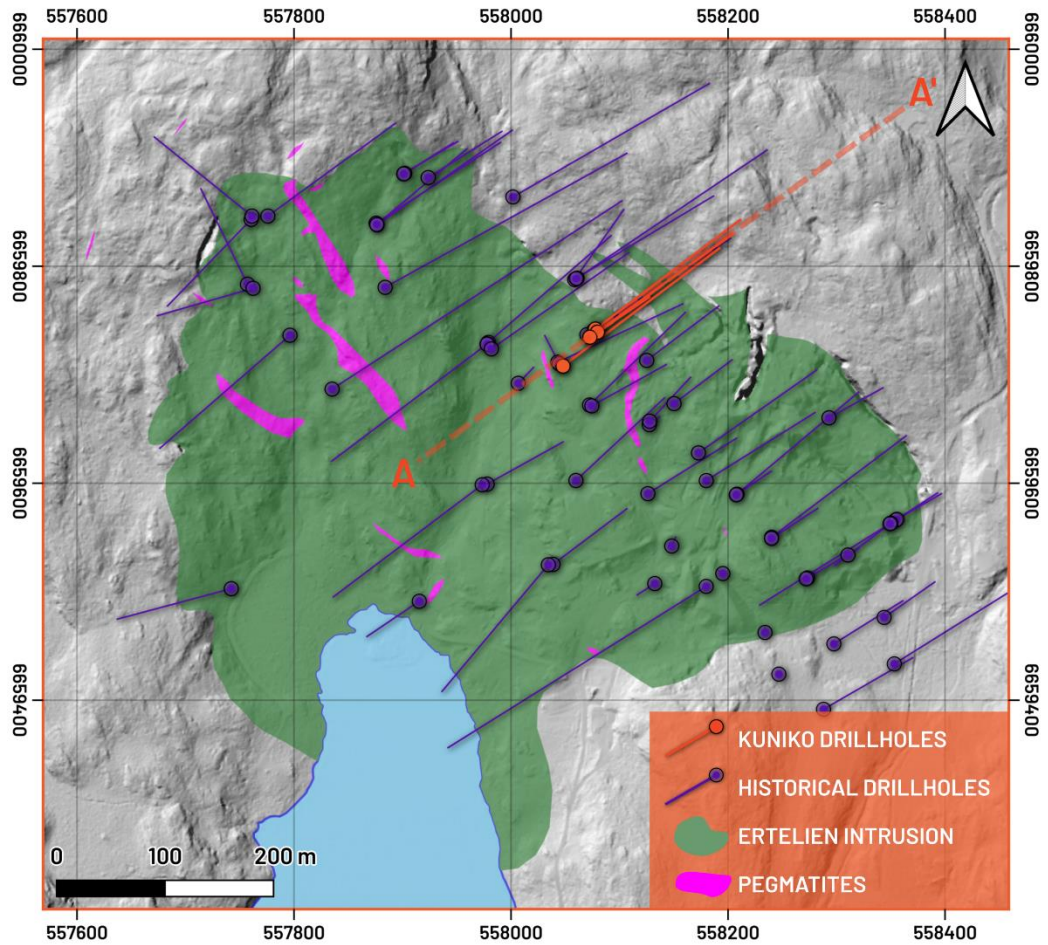 557600 557800 558000 558200 558400
6660000
6660000
A'
6659800
6659800
A
6659600
6659600
6659400
6659400
KUNIKO DRILLHOLES
HISTORICAL DRILLHOLES
ERTELIEN INTRUSION
PEGMATITES
0 100 200 m
557600 557800 558000 558200 558400